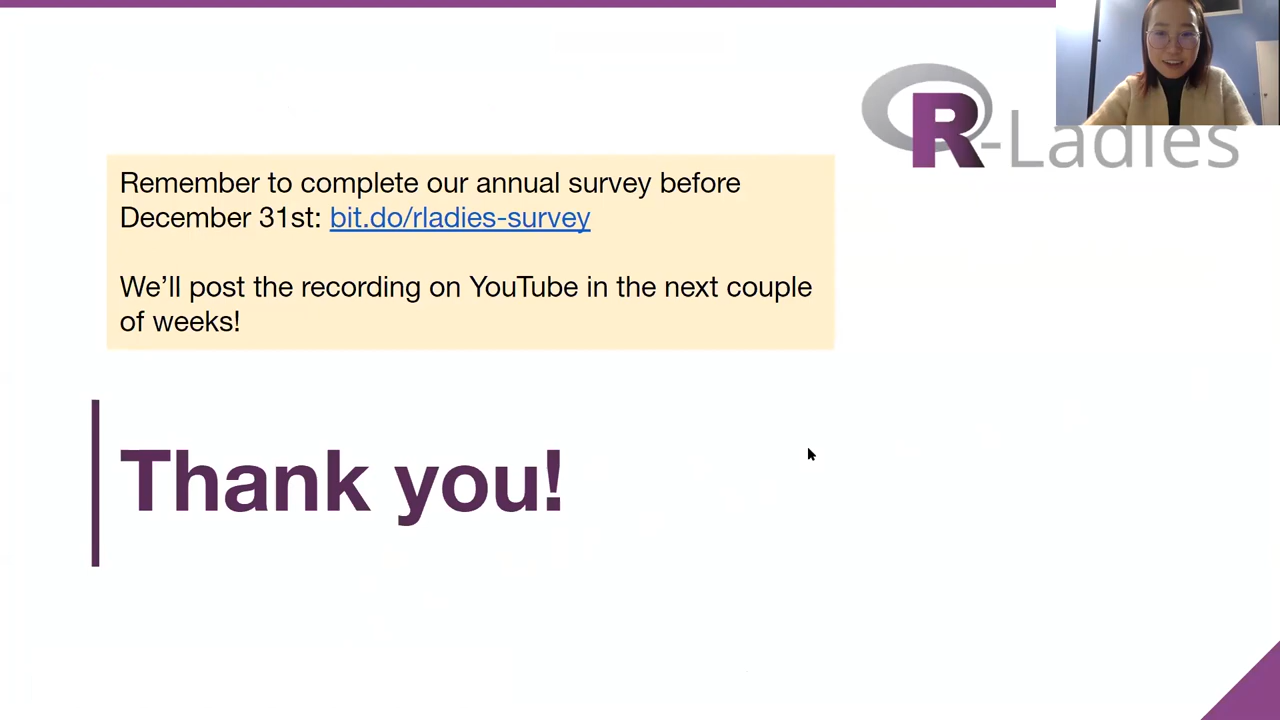 R-Ladies
Remember to complete our annual survey before
December 31st: bit.do/rladies-survey
We’ll post the recording on YouTube in the next couple
of weeks!
Thank you!